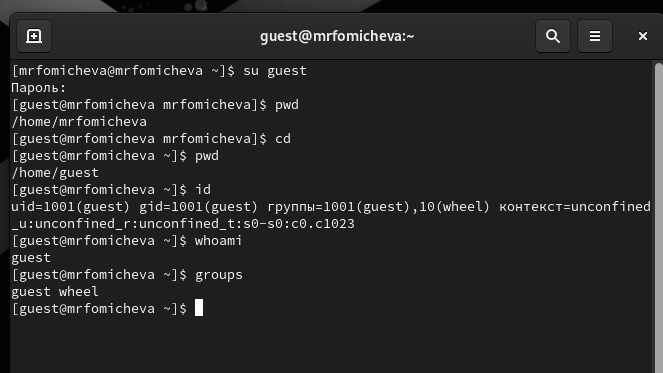 guest@mrfomicheva:~
[mrfomicheva@mrfomicheva ~]$ su guest
Пароль:
[guest@mrfomicheva mrfomicheva]$ pwd
/home/mrfomicheva
[guest@mrfomicheva mrfomicheva]$ cd
[guest@mrfomicheva ~]$ pwd
/home/guest
[guest@mrfomicheva ~]$ id
uid=1001(guest) gid=1001(guest) группы=1001(guest),10(wheel) контекст=unconfined
_u:unconfined_r:unconfined_t:s0-s0:c0.c1023
[guest@mrfomicheva ~]$ whoami
guest
[guest@mrfomicheva ~]$ groups
guest wheel
[guest@mrfomicheva ~]$